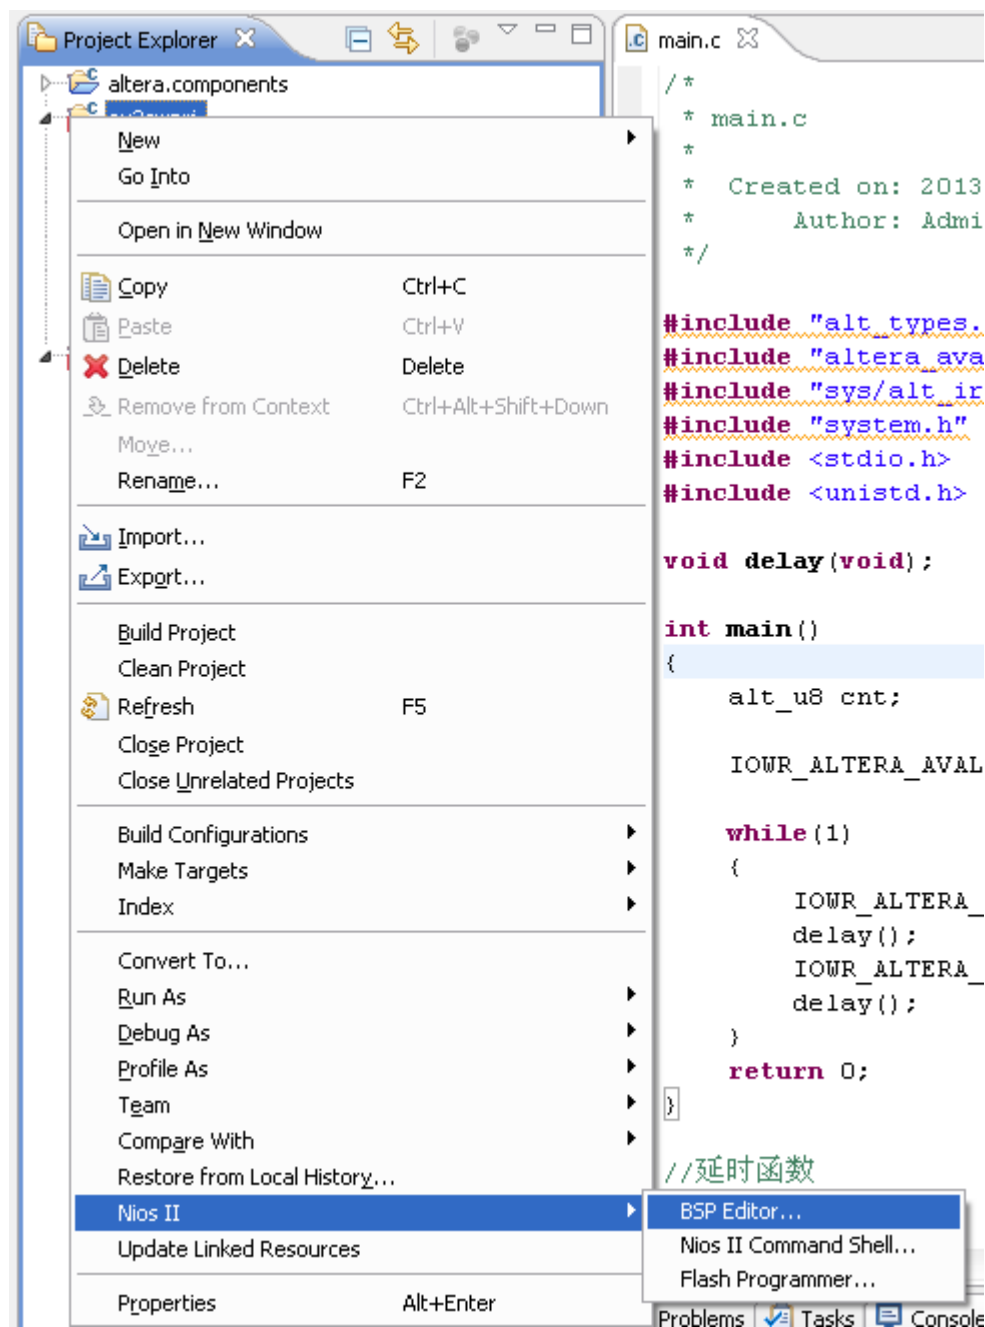 Project Explorer
main.c
altera.components
New
Go Into
Open in New Window
Copy Ctrl+C
Paste Ctrl+V
Delete Delete
Remove from Context Ctrl+Alt+Shift+Down
Move...
Rename... F2
Import...
Export...
Build Project
Clean Project
Refresh F5
Close Project
Close Unrelated Projects
Build Configurations
Make Targets
Index
Convert To...
Run As
Debug As
Profile As
Team
Compare With
Restore from Local History...
Nios II
Update Linked Resources
Properties Alt+Enter
BSP Editor...
Nios II Command Shell...
Flash Programmer...
/*
* main.c
*
* Created on: 2013
* Author: Admi
*/
#include "alt_types.
#include "altera_ava
#include "sys/alt_ir
#include "system.h"
#include <stdio.h>
#include <unistd.h>
void delay(void);
int main()
{
alt_u8 cnt;
IOWR_ALTERA_AVAL
while(1)
{
IOWR_ALTERA_
delay();
IOWR_ALTERA_
delay();
}
return 0;
}
//延时函数
Problems Tasks Console